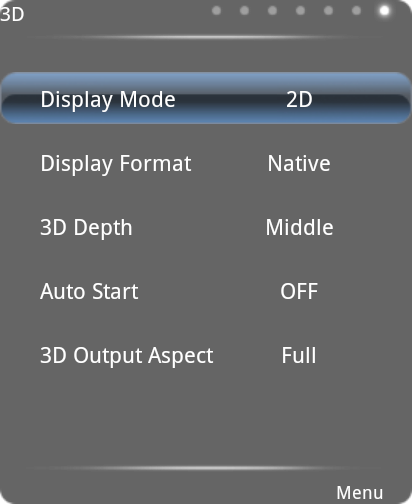 3D
Display Mode 2D
Display Format Native
3D Depth Middle
Auto Start OFF
3D Output Aspect Full
Menu